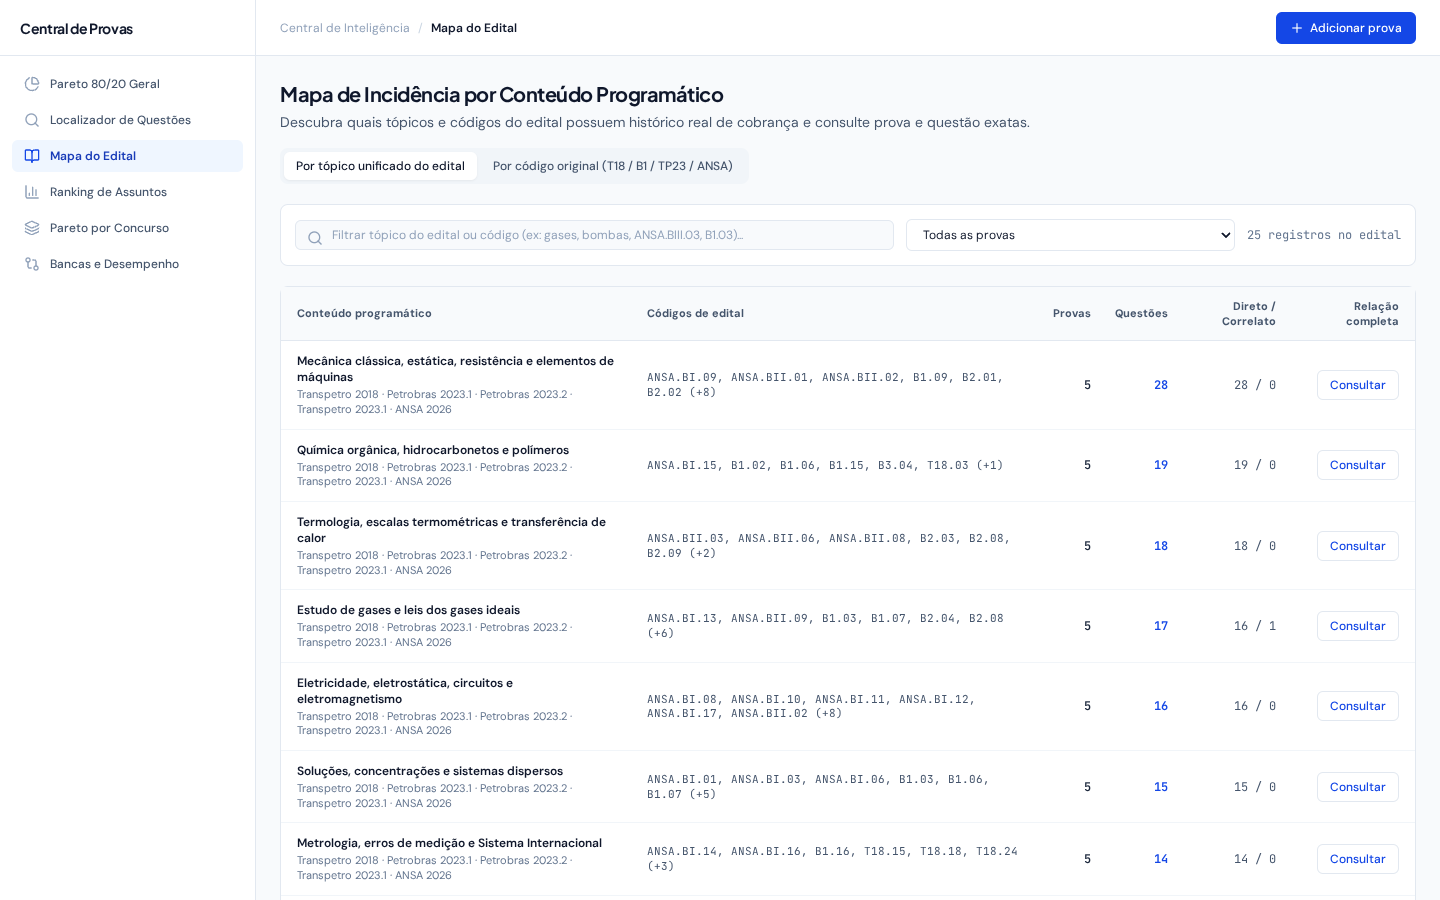 Central de Provas
Central de Inteligência / Mapa do Edital
Adicionar prova
Pareto 80/20 Geral
Localizador de Questões
Mapa do Edital
Ranking de Assuntos
Pareto por Concurso
Bancas e Desempenho
Mapa de Incidência por Conteúdo Programático
Descubra quais tópicos e códigos do edital possuem histórico real de cobrança e consulte prova e questão exatas.
Por tópico unificado do edital
Por código original (T18 / B1 / TP23 / ANSA)
Filtrar tópico do edital ou código (ex: gases, bombas, ANSA.BIII.03, B1.03)...
Todas as provas
25 registros no edital
Conteúdo programático
Códigos de edital
Provas
Questões
Direto /
Correlato
Relação
completa
Mecânica clássica, estática, resistência e elementos de
máquinas
Transpetro 2018 · Petrobras 2023.1 · Petrobras 2023.2 ·
Transpetro 2023.1 · ANSA 2026
ANSA.BI.09, ANSA.BII.01, ANSA.BII.02, B1.09, B2.01,
B2.02 (+8)
5
28
28 / 0
Consultar
Química orgânica, hidrocarbonetos e polímeros
Transpetro 2018 · Petrobras 2023.1 · Petrobras 2023.2 ·
Transpetro 2023.1 · ANSA 2026
ANSA.BI.15, B1.02, B1.06, B1.15, B3.04, T18.03 (+1)
5
19
19 / 0
Consultar
Termologia, escalas termométricas e transferência de
calor
Transpetro 2018 · Petrobras 2023.1 · Petrobras 2023.2 ·
Transpetro 2023.1 · ANSA 2026
ANSA.BII.03, ANSA.BII.06, ANSA.BII.08, B2.03, B2.08,
B2.09 (+2)
5
18
18 / 0
Consultar
Estudo de gases e leis dos gases ideais
Transpetro 2018 · Petrobras 2023.1 · Petrobras 2023.2 ·
Transpetro 2023.1 · ANSA 2026
ANSA.BI.13, ANSA.BII.09, B1.03, B1.07, B2.04, B2.08
(+6)
5
17
16 / 1
Consultar
Eletricidade, eletrostática, circuitos e
eletromagnetismo
Transpetro 2018 · Petrobras 2023.1 · Petrobras 2023.2 ·
Transpetro 2023.1 · ANSA 2026
ANSA.BI.08, ANSA.BI.10, ANSA.BI.11, ANSA.BI.12,
ANSA.BI.17, ANSA.BII.02 (+8)
5
16
16 / 0
Consultar
Soluções, concentrações e sistemas dispersos
Transpetro 2018 · Petrobras 2023.1 · Petrobras 2023.2 ·
Transpetro 2023.1 · ANSA 2026
ANSA.BI.01, ANSA.BI.03, ANSA.BI.06, B1.03, B1.06,
B1.07 (+5)
5
15
15 / 0
Consultar
Metrologia, erros de medição e Sistema Internacional
Transpetro 2018 · Petrobras 2023.1 · Petrobras 2023.2 ·
Transpetro 2023.1 · ANSA 2026
ANSA.BI.14, ANSA.BI.16, B1.16, T18.15, T18.18, T18.24
(+3)
5
14
14 / 0
Consultar